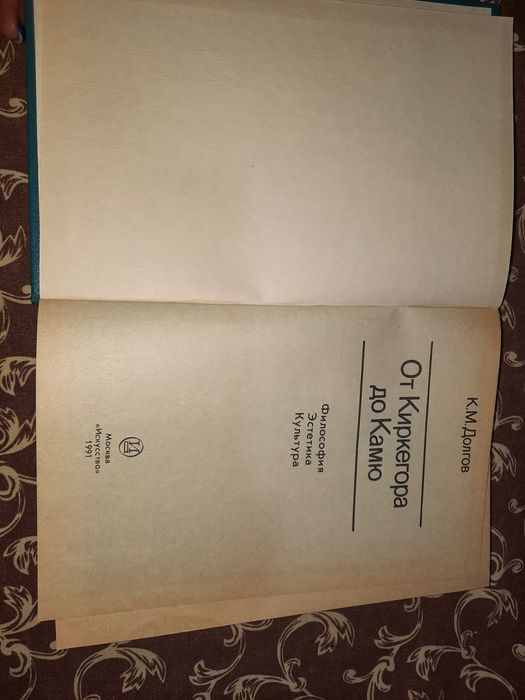 К.М.Долгов
От Киркегора
до Камю
Философия
Эстетика
Культура
Москва
«Искусство»
1991